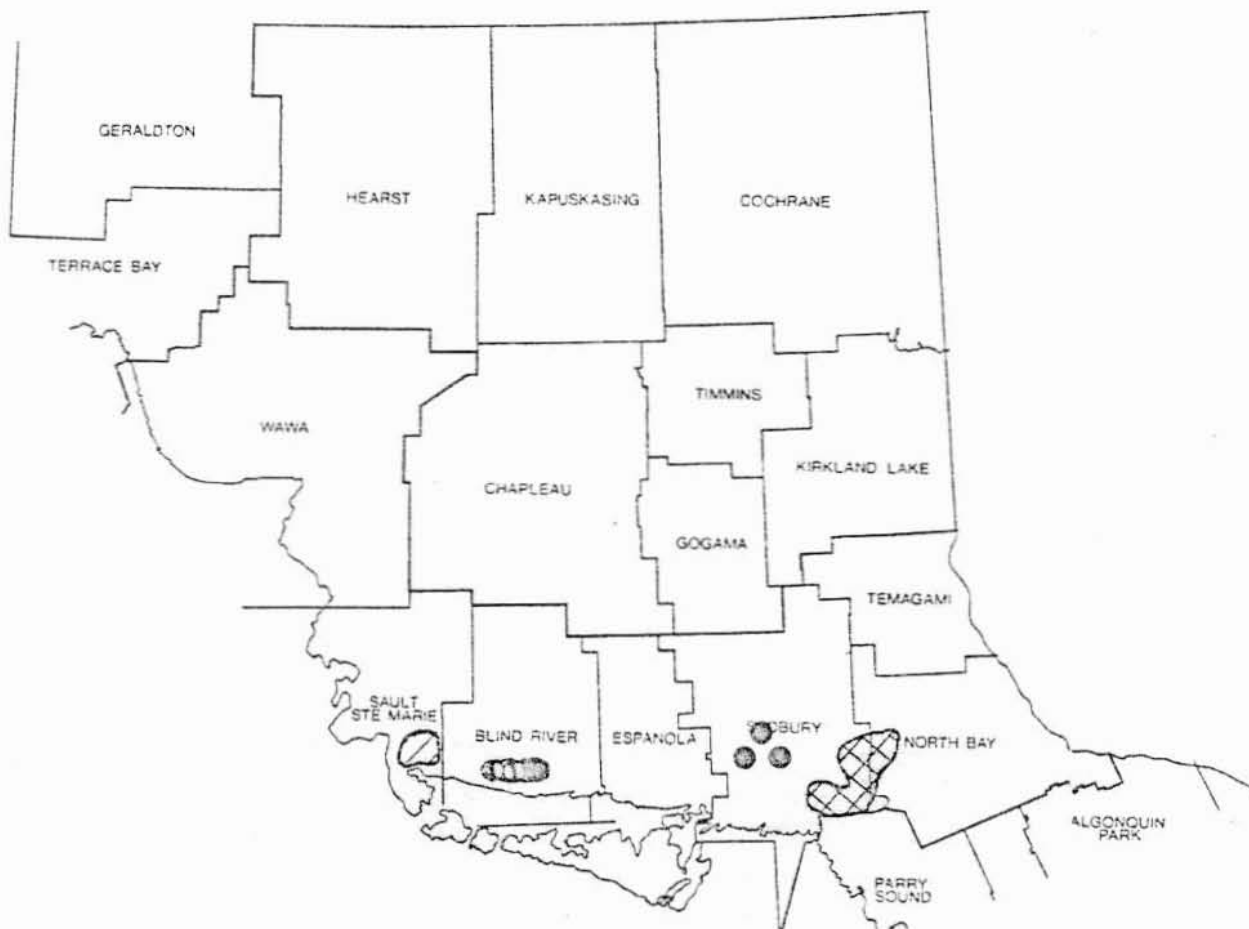 GERALDTON
HEARST
KAPUSKASING
COCHRANE
TERRACE BAY
TIMMINS
WAWA
KIRKLAND LAKE
CHAPLEAU
GOGAMA
TEMAGAMI
SAULT
STE MARIE
BLIND RIVER
ESPANOLA
SUDBURY
NORTH BAY
ALGONQUIN
PARK
PARRY
SOUND